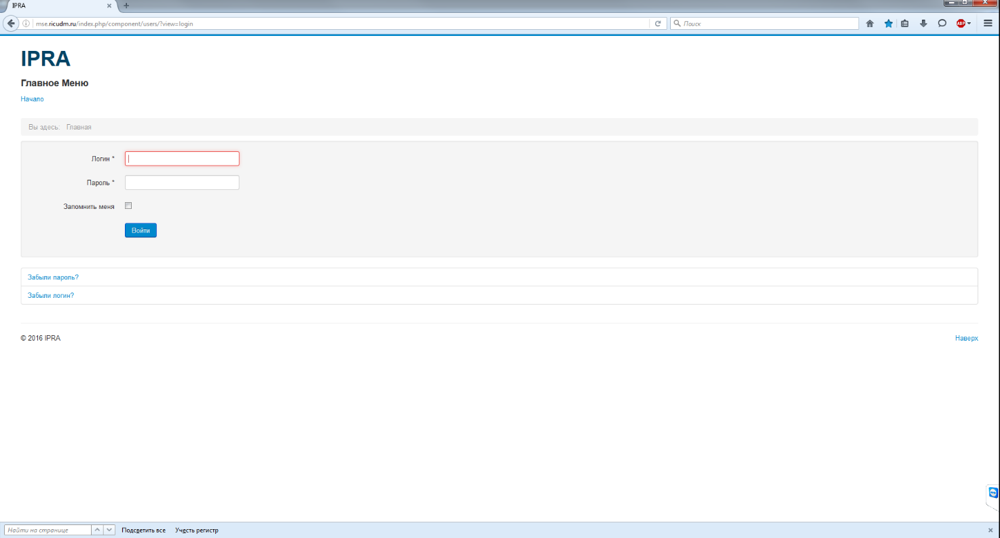 IPRA
mse.ricudm.ru/index.php/component/users/?view=login
Поиск
ABP
IPRA
Главное Меню
Начало
Вы здесь: Главная
Логин *
Пароль *
Запомнить меня
Войти
Забыли пароль?
Забыли логин?
© 2016 IPRA
Наверх
Найти на странице
Подсветить все
Учесть регистр